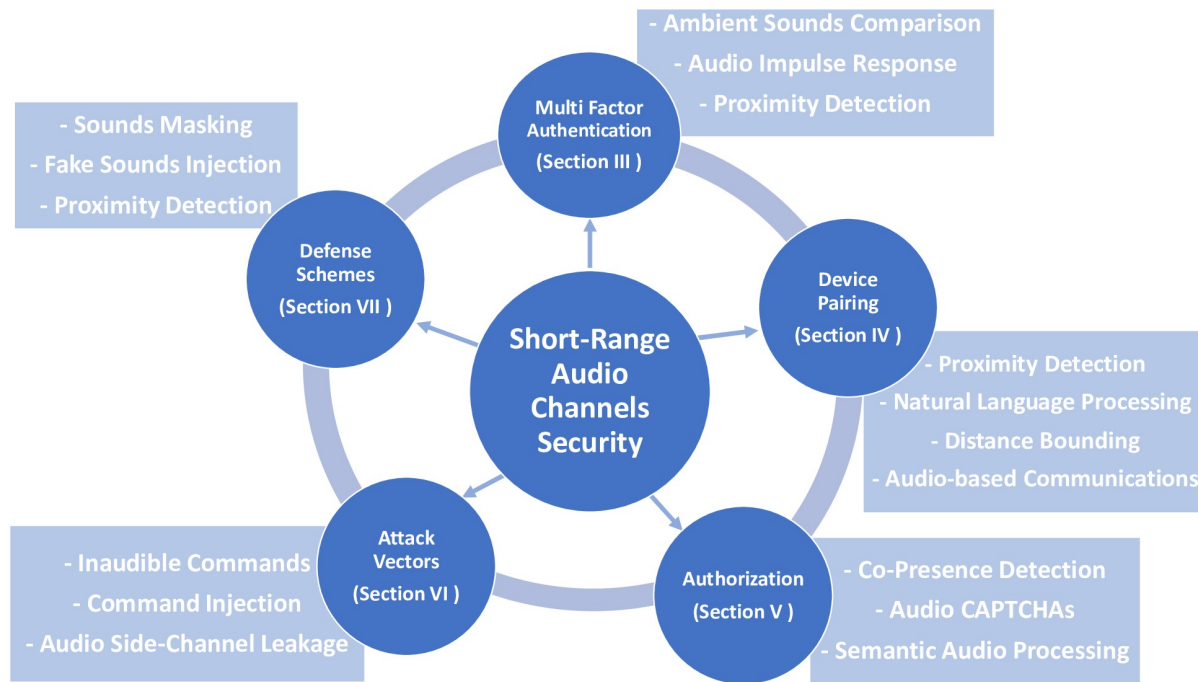 - Ambient Sounds Comparison
- Audio Impulse Response
- Proximity Detection
Multi Factor
Authentication
(Section III )
- Sounds Masking
- Fake Sounds Injection
- Proximity Detection
Defense
Schemes
(Section VII )
Device
Pairing
(Section IV )
Short-Range
Audio
Channels
Security
- Proximity Detection
- Natural Language Processing
- Distance Bounding
- Audio-based Communications
Attack
Vectors
(Section VI )
- Inaudible Commands
- Command Injection
- Audio Side-Channel Leakage
Authorization
(Section V )
- Co-Presence Detection
- Audio CAPTCHAs
- Semantic Audio Processing